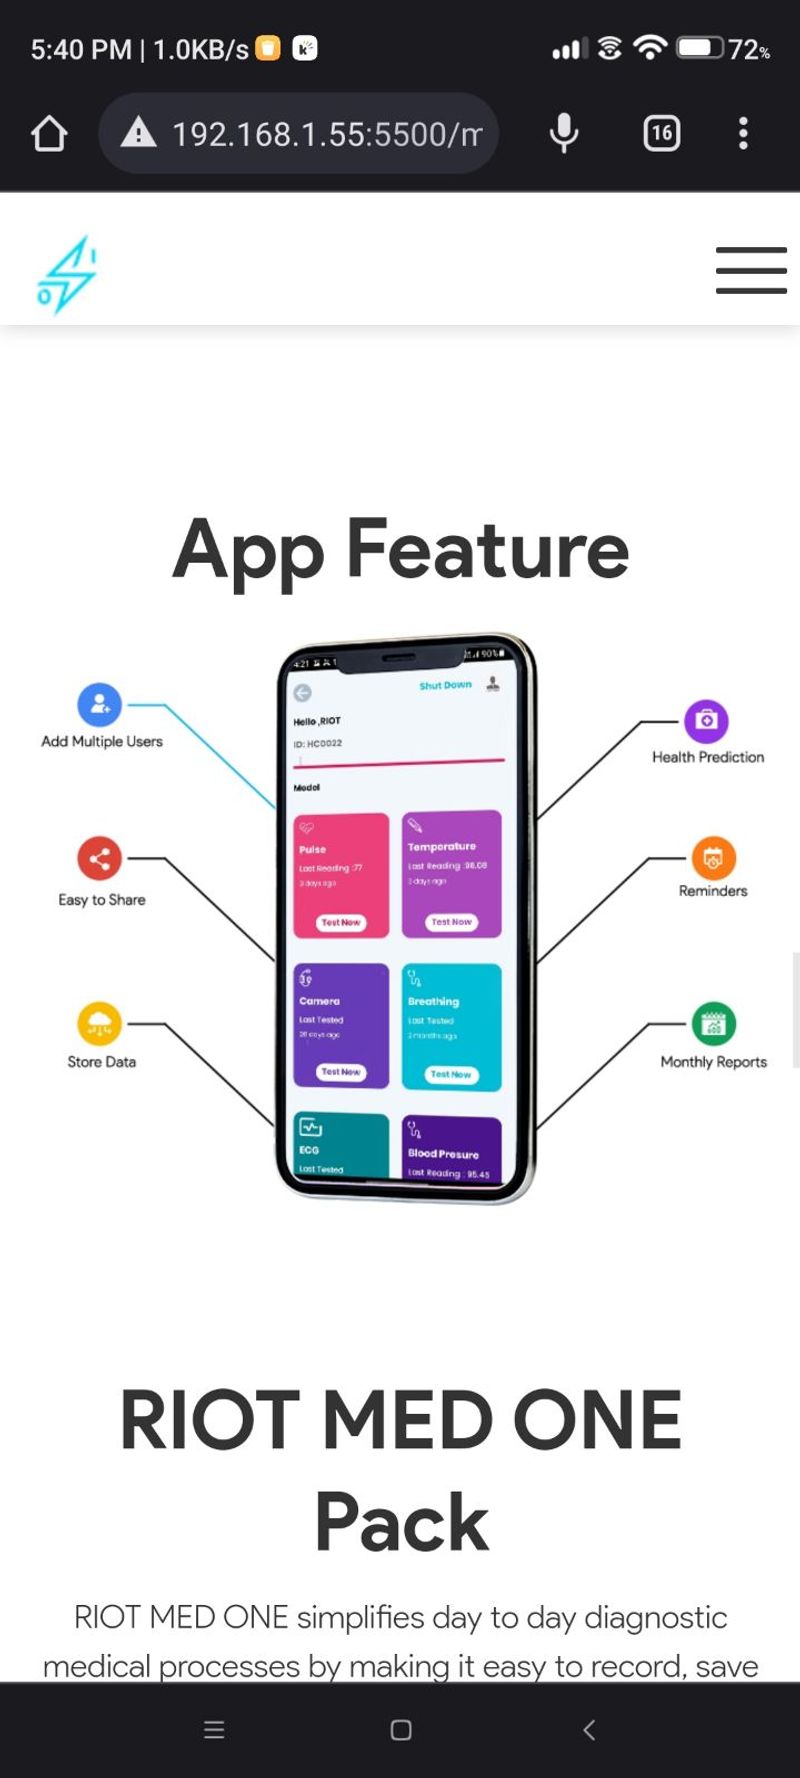 5:40 PM | 1.0KB/s
72%
192.168.1.55:5500/m
16
App Feature
4:21
90%
Shut Down
Hello ,RIOT
ID: HC0022
Model
Add Multiple Users
Health Prediction
Pulse
Last Reading :77
3 days ago
Test Now
Temperature
Last Reading :98.08
3 days ago
Test Now
Easy to Share
Reminders
Camera
Last Tested
Test Now
Breathing
Last Tested
2 months ago
Test Now
Store Data
Monthly Reports
ECG
Last Tested
Blood Presure
Last Reading : 95.45
RIOT MED ONE
Pack
RIOT MED ONE simplifies day to day diagnostic
medical processes by making it easy to record, save